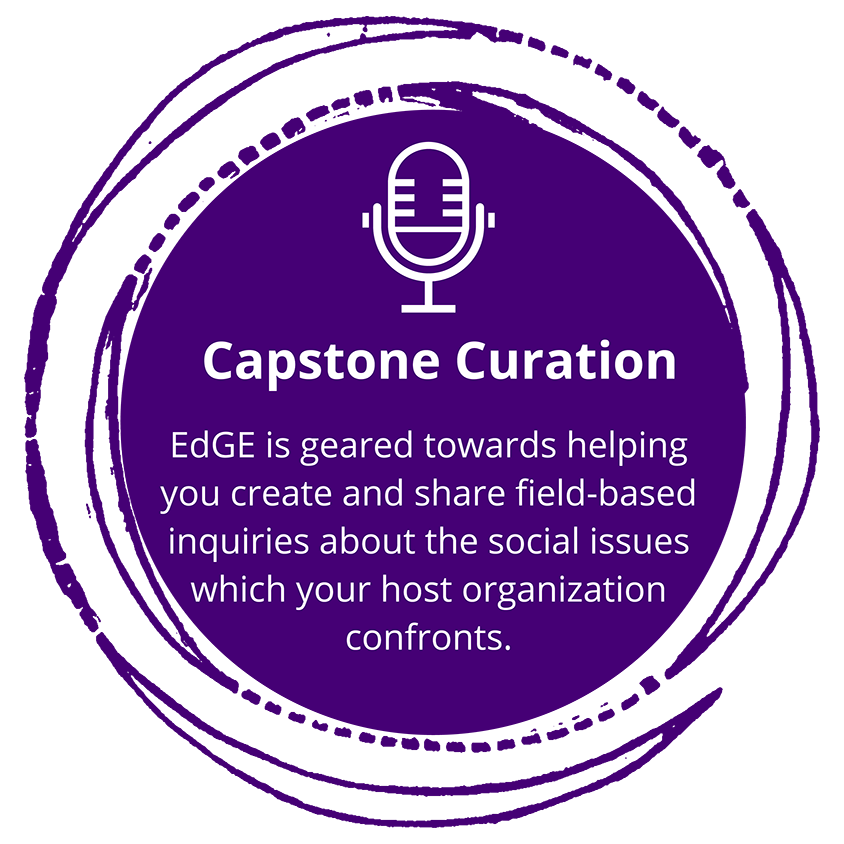 Capstone Curation
EdGE is geared towards helping
you create and share field-based
inquiries about the social issues
which your host organization
confronts.